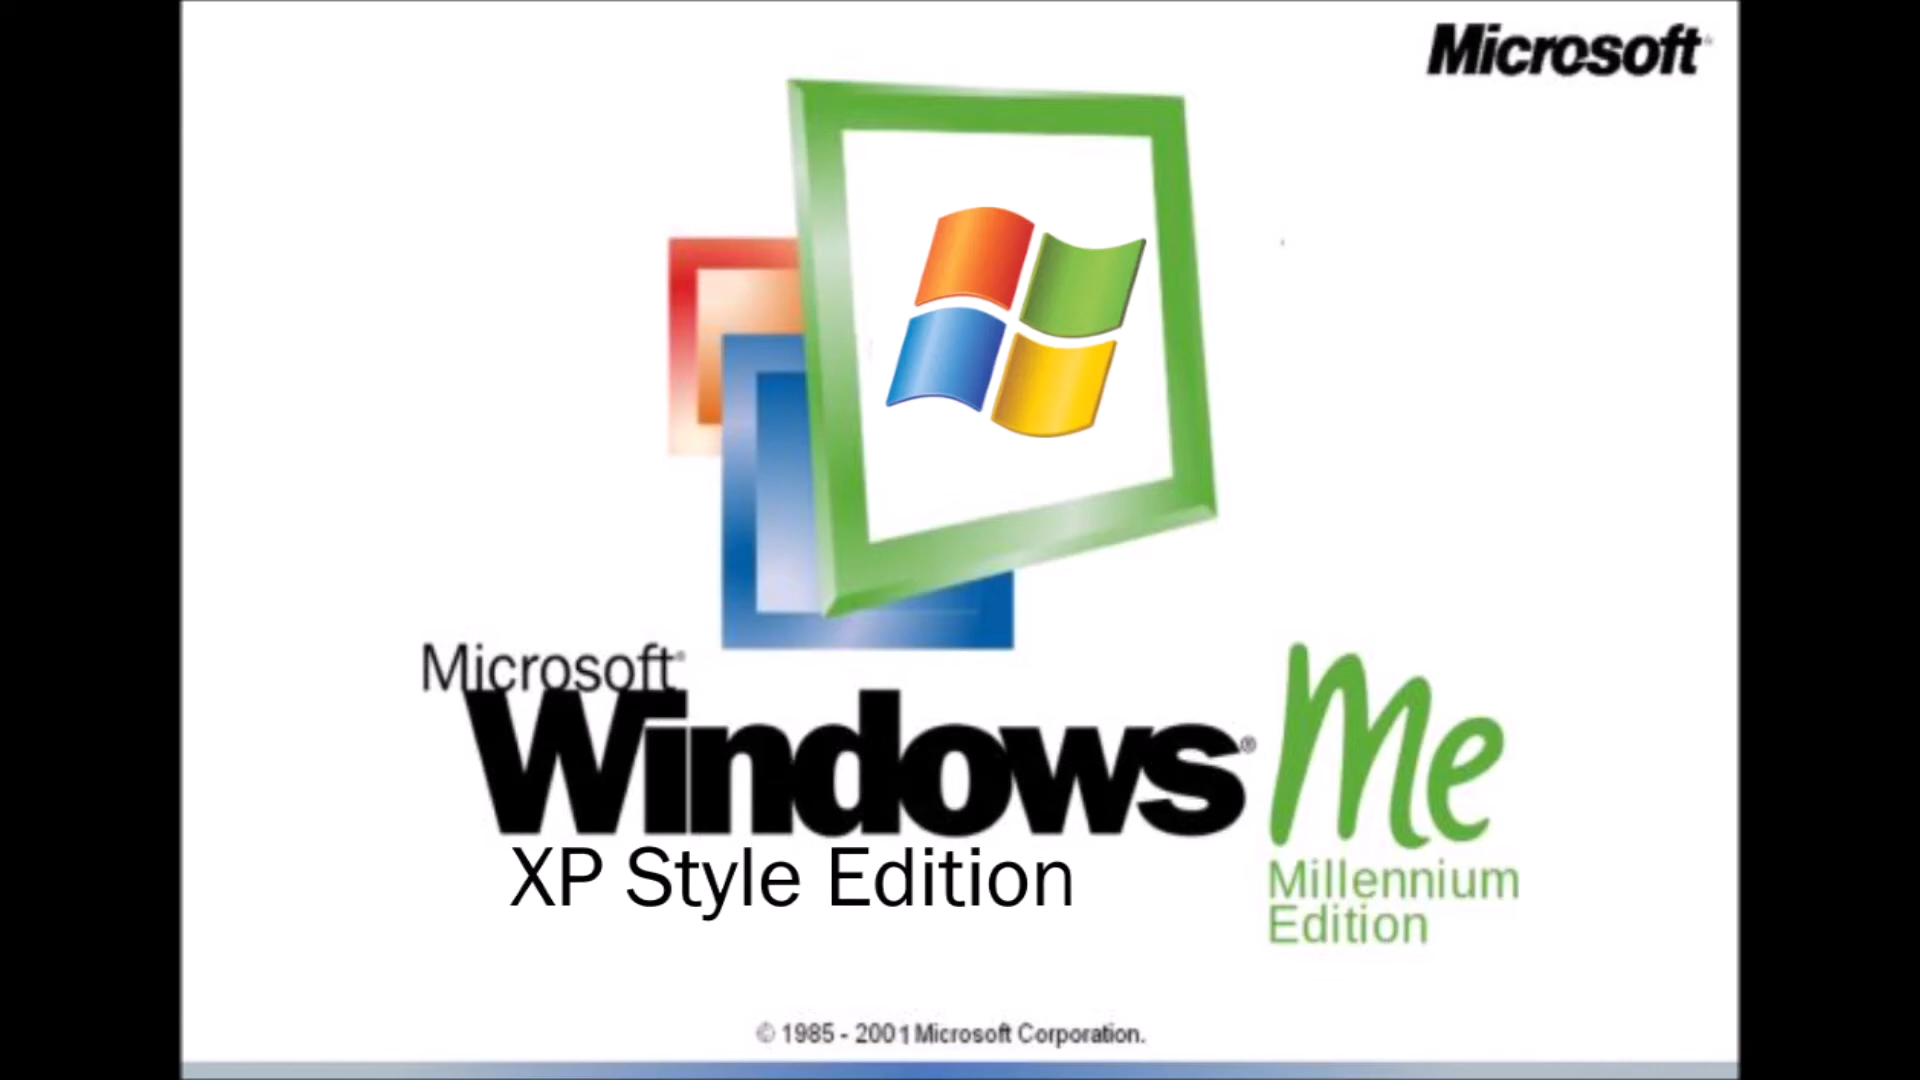 Microsoft
Microsoft®
Windows® Me
XP Style Edition
Millennium
Edition
© 1985 - 2001 Microsoft Corporation.